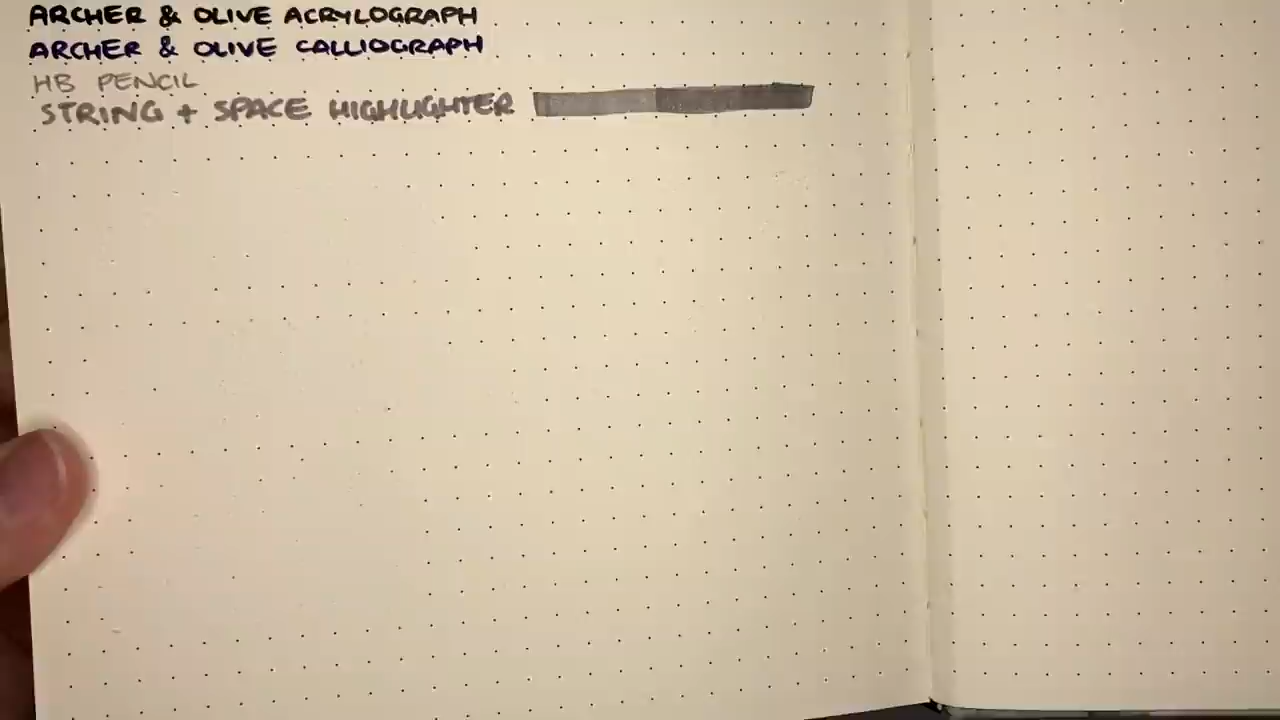 ARCHER & OLIVE ACRYLOGRAPH
ARCHER & OLIVE CALLIOGRAPH
HB PENCIL
STRING + SPACE HIGHLIGHTER